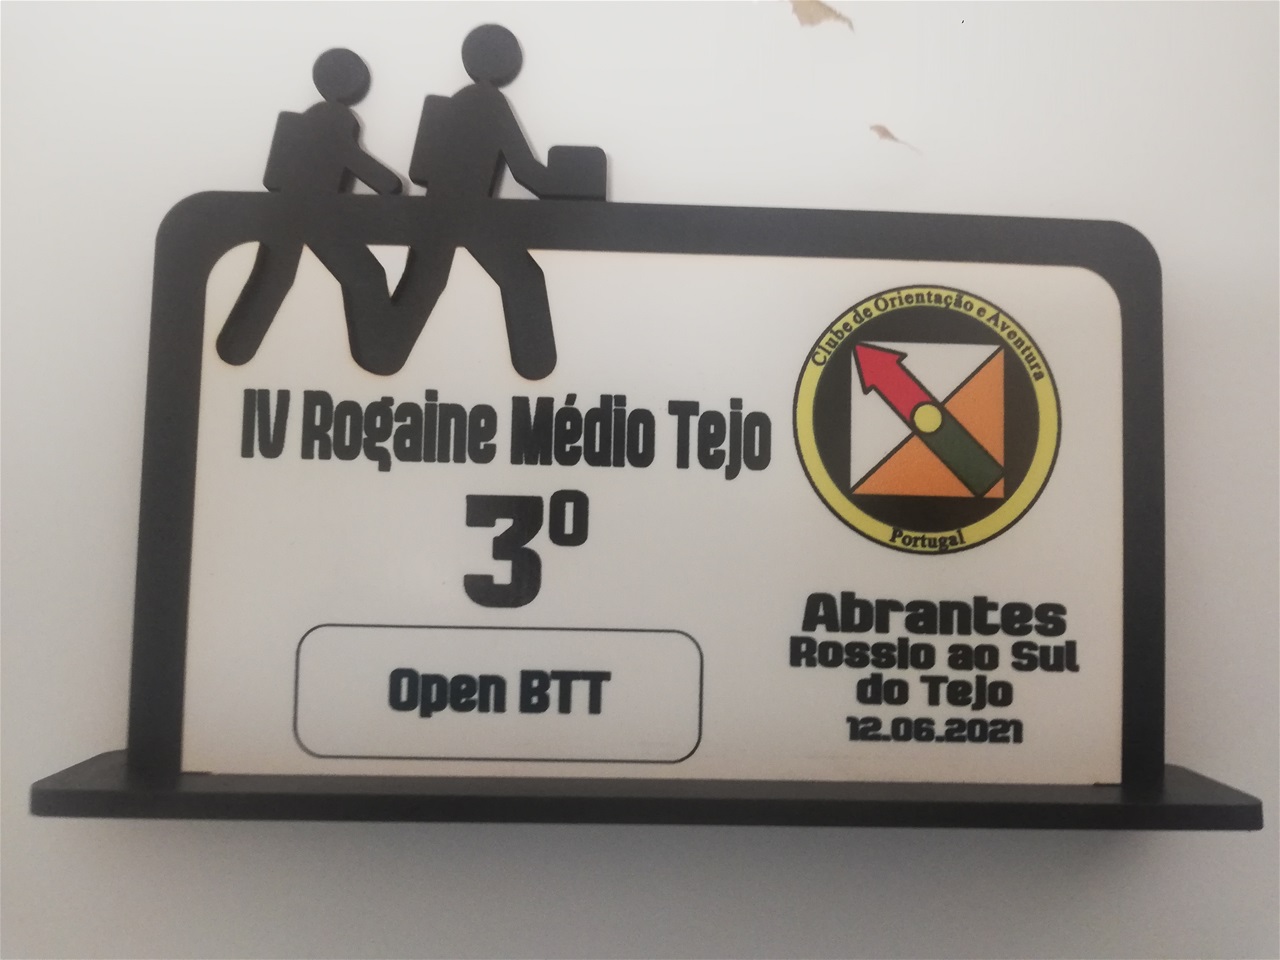 IV Rogaine Médio Tejo
3º
Open BTT
Clube de Orientação e Aventura
Portugal
Abrantes
Rossio ao Sul
do Tejo
12.06.2021